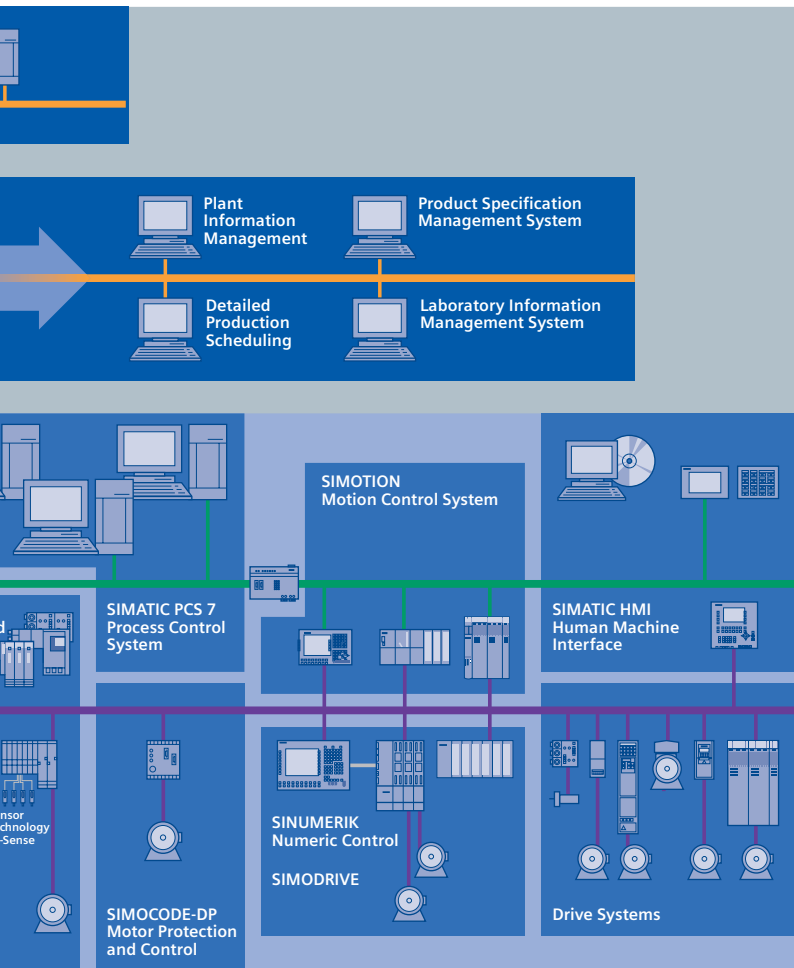 Plant
Information
Management
Product Specification
Management System
Detailed
Production
Scheduling
Laboratory Information
Management System
SIMOTION
Motion Control System
SIMATIC PCS 7
Process Control
System
SIMATIC HMI
Human Machine
Interface
SINUMERIK
Numeric Control
SIMODRIVE
SIMOCODE-DP
Motor Protection
and Control
Drive Systems
d
nsor
chnology
-Sense